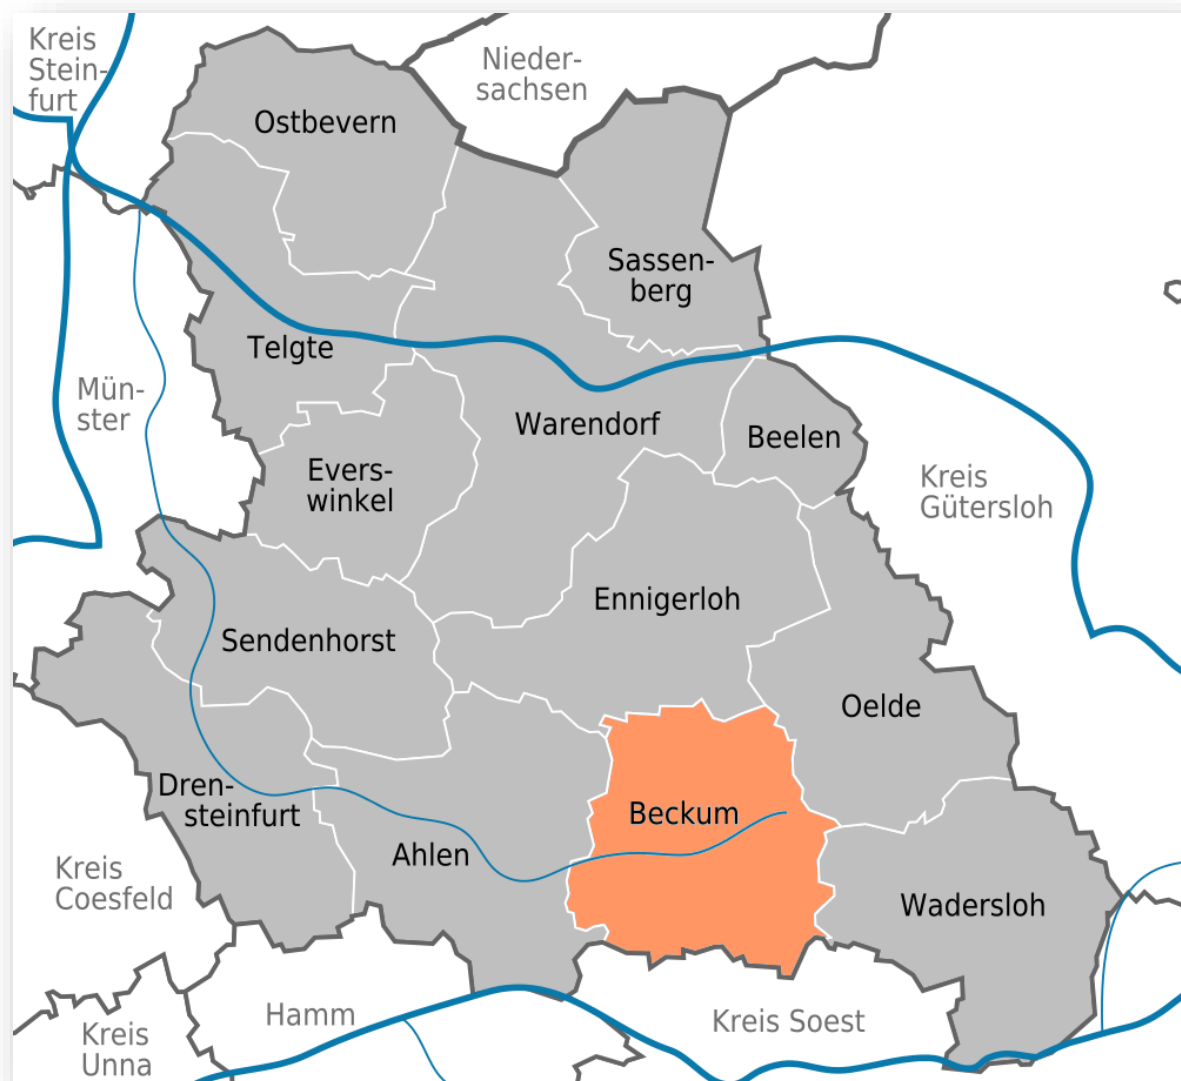 Kreis
Stein-
furt
Nieder-
sachsen
Ostbevern
Sassen-
berg
Telgte
Mün-
ster
Warendorf
Beelen
Evers-
winkel
Kreis
Gütersloh
Ennigerloh
Sendenhorst
Oelde
Dren-
steinfurt
Beckum
Ahlen
Kreis
Coesfeld
Wadersloh
Hamm
Kreis Soest
Kreis
Unna